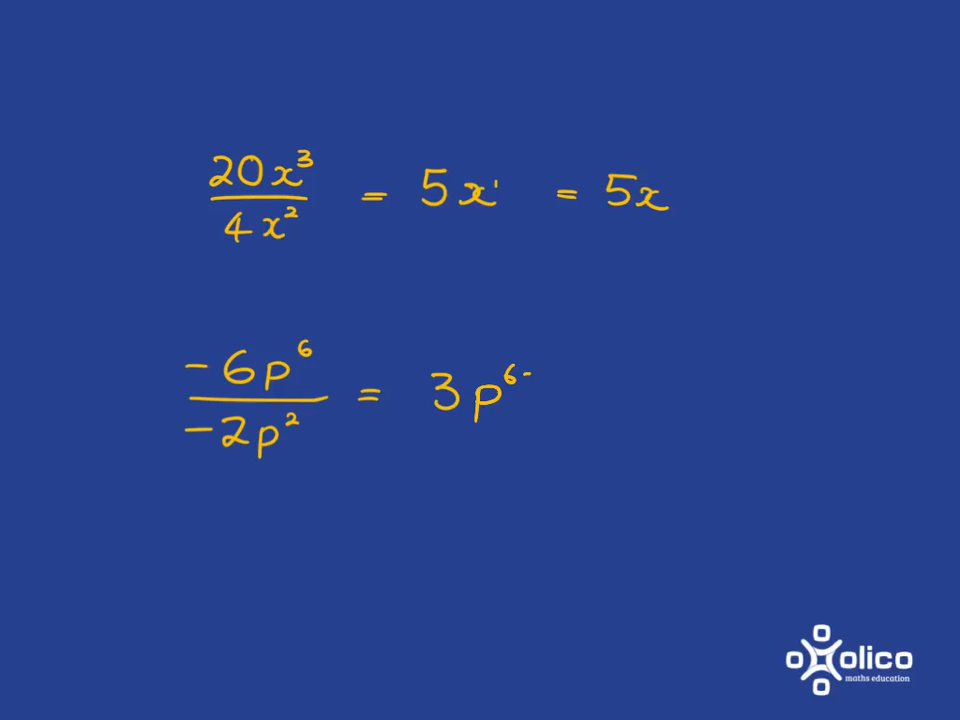 20x³/4x² = 5x¹ = 5x
-6p⁶/-2p² = 3p⁶⁻
olico
maths education